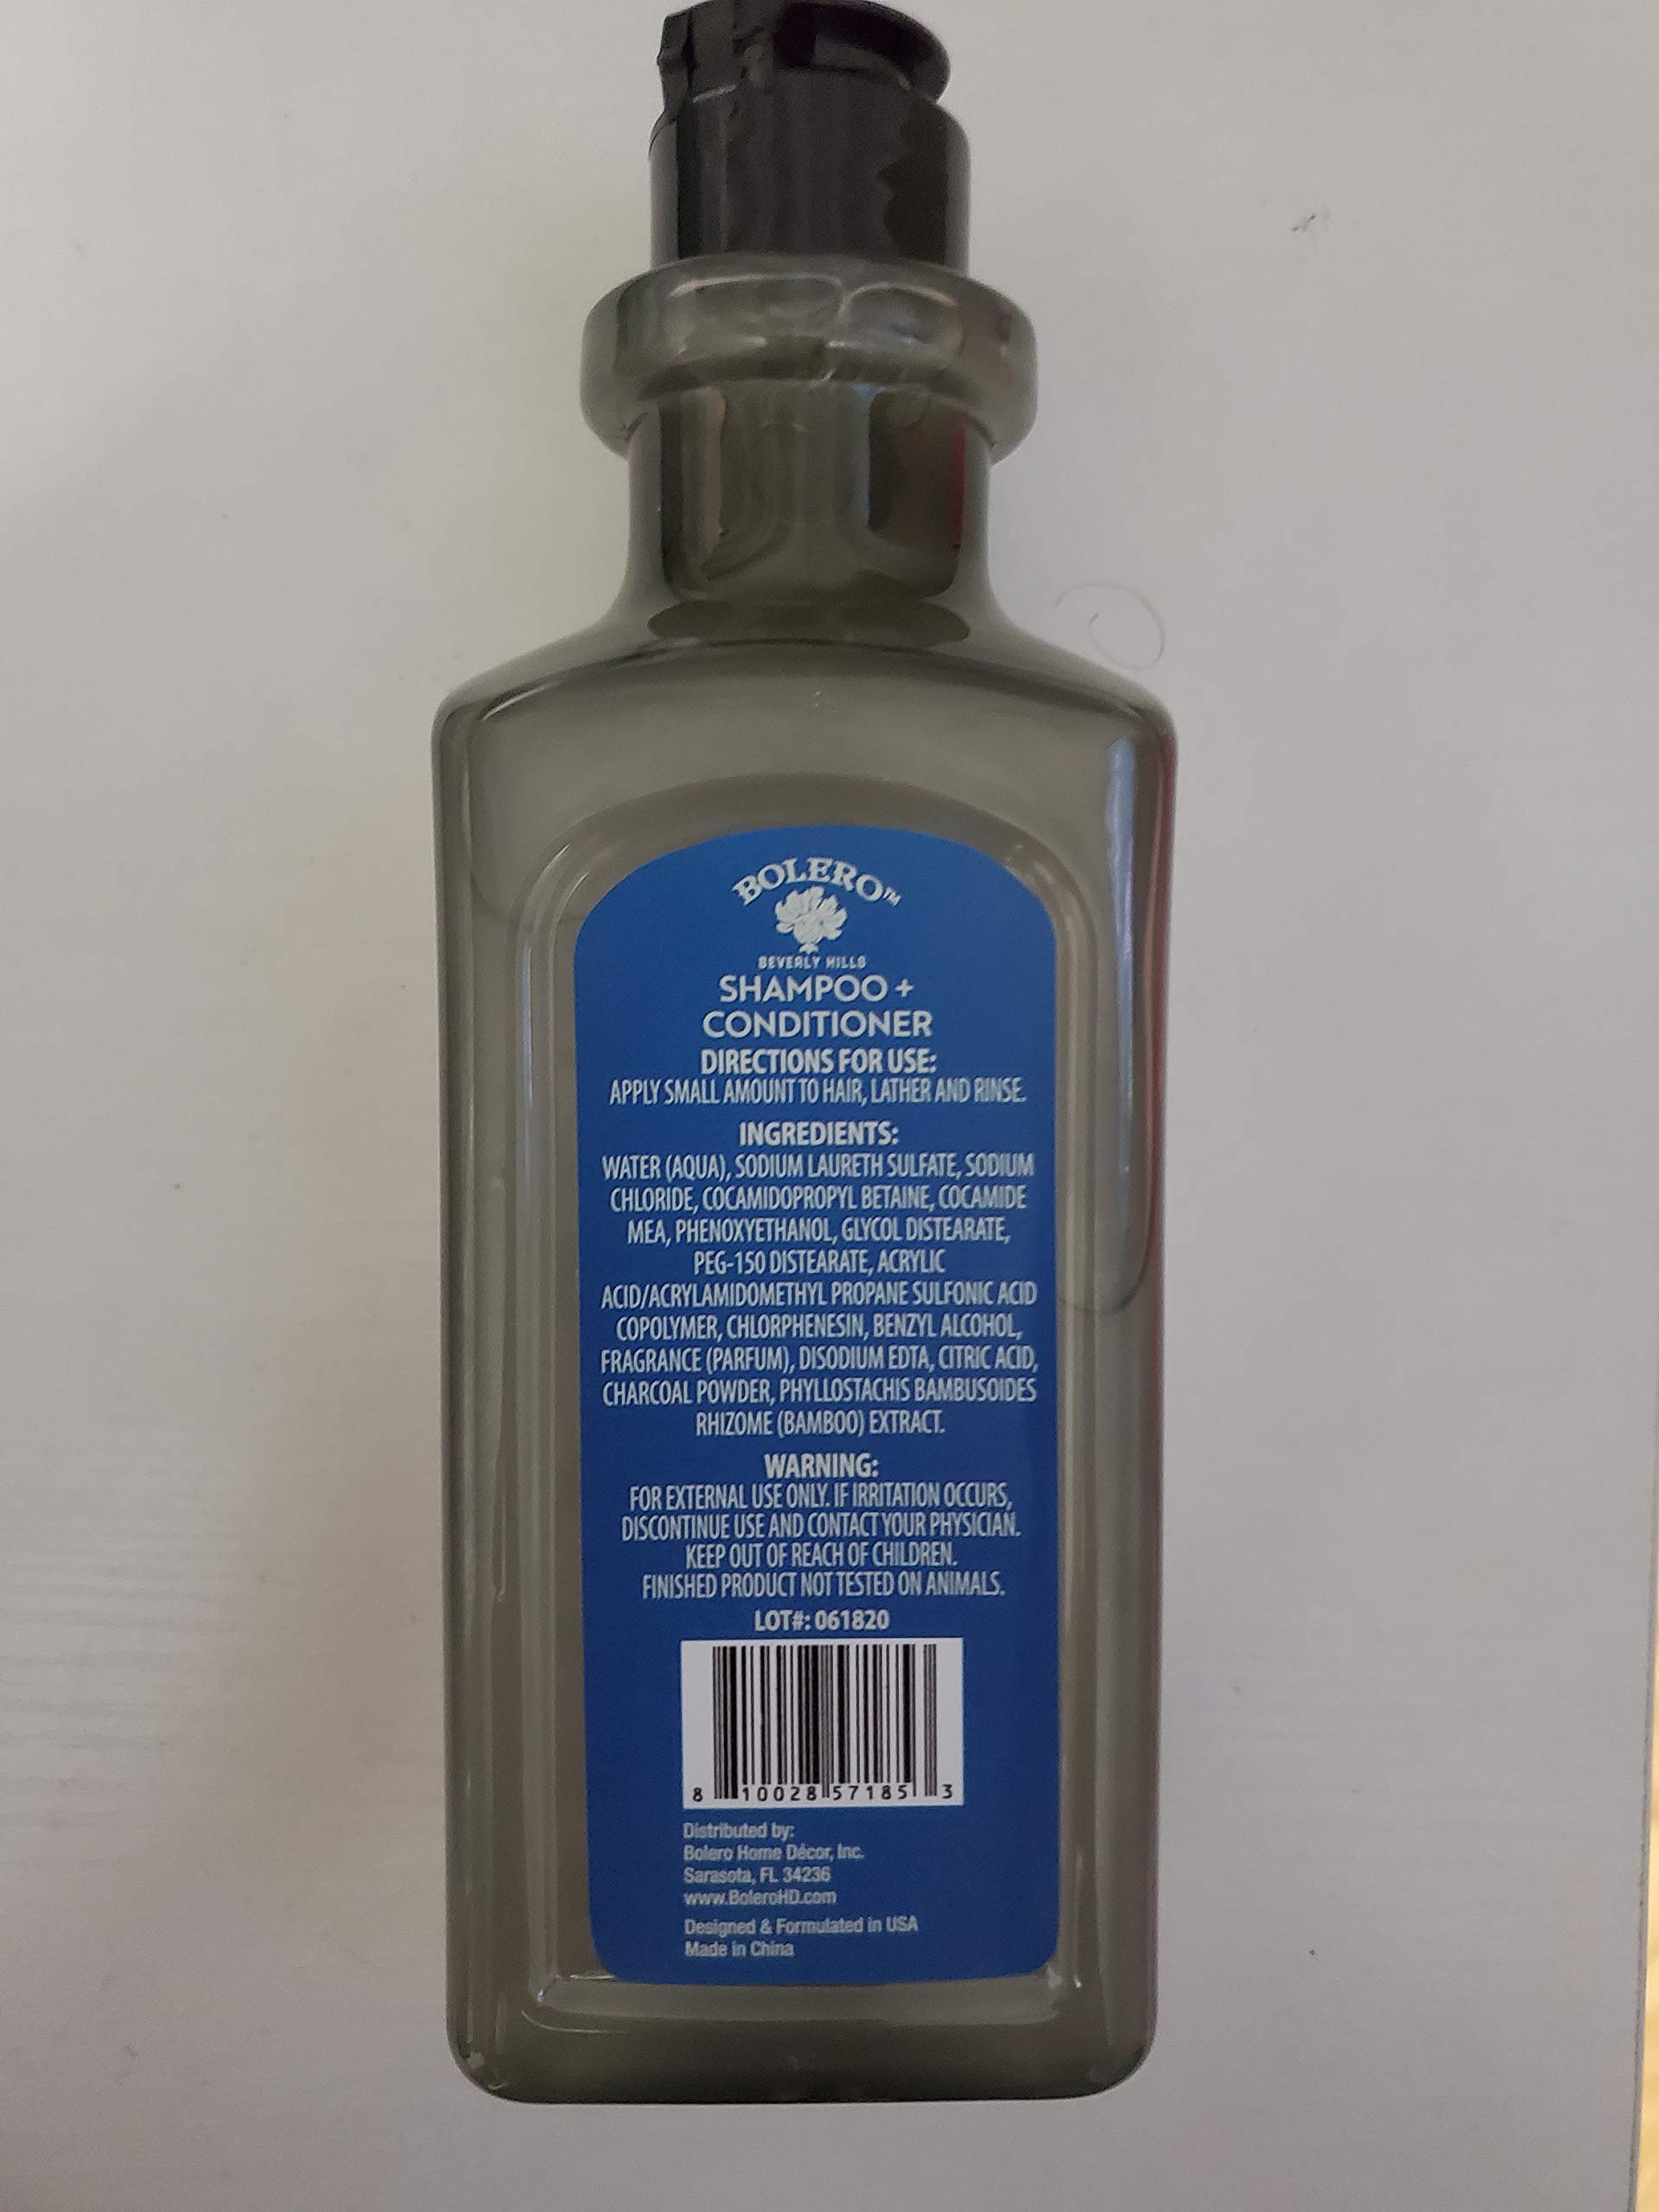 BOLERO™
BEVERLY HILLS
SHAMPOO +
CONDITIONER
DIRECTIONS FOR USE:
APPLY SMALL AMOUNT TO HAIR, LATHER AND RINSE.
INGREDIENTS:
WATER (AQUA), SODIUM LAURETH SULFATE, SODIUM
CHLORIDE, COCAMIDOPROPYL BETAINE, COCAMIDE
MEA, PHENOXYETHANOL, GLYCOL DISTEARATE,
PEG-150 DISTEARATE, ACRYLIC
ACID/ACRYLAMIDOMETHYL PROPANE SULFONIC ACID
COPOLYMER, CHLORPHENESIN, BENZYL ALCOHOL,
FRAGRANCE (PARFUM), DISODIUM EDTA, CITRIC ACID,
CHARCOAL POWDER, PHYLLOSTACHIS BAMBUSOIDES
RHIZOME (BAMBOO) EXTRACT.
WARNING:
FOR EXTERNAL USE ONLY. IF IRRITATION OCCURS,
DISCONTINUE USE AND CONTACT YOUR PHYSICIAN.
KEEP OUT OF REACH OF CHILDREN.
FINISHED PRODUCT NOT TESTED ON ANIMALS.
LOT#: 061820
8 10028 57185 3
Distributed by:
Bolero Home Décor, Inc.
Sarasota, FL 34236
www.BoleroHD.com
Designed & Formulated in USA
Made in China